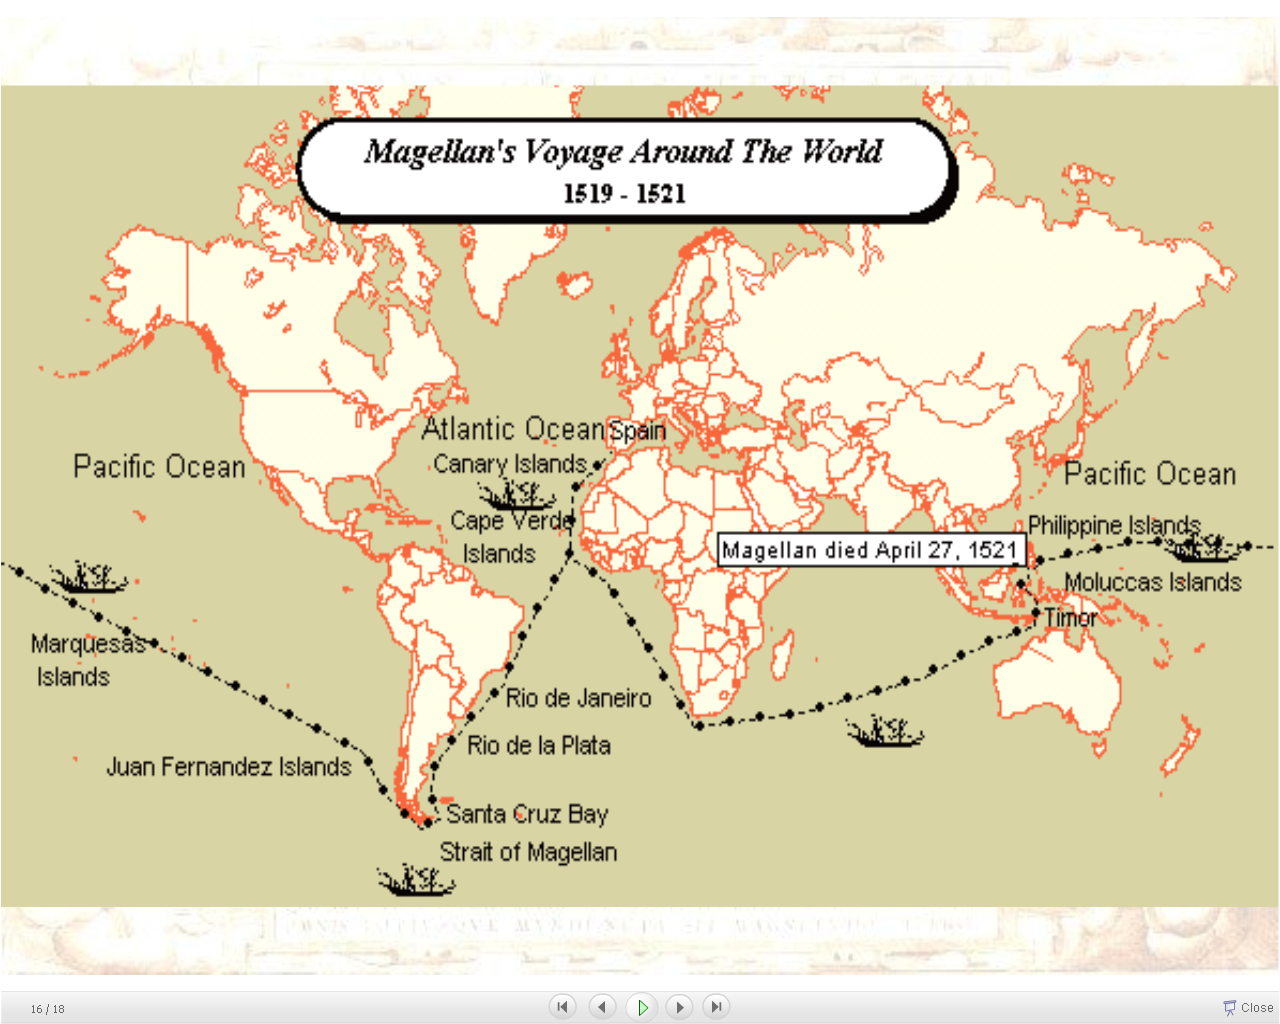 Magellan's Voyage Around The World
1519 - 1521
Atlantic Ocean
Spain
Pacific Ocean
Canary Islands
Pacific Ocean
Cape Verde
Islands
Philippine Islands
Magellan died April 27, 1521
Moluccas Islands
Timor
Marquesas
Islands
Rio de Janeiro
Rio de la Plata
Juan Fernandez Islands
Santa Cruz Bay
Strait of Magellan
16 / 18
Close